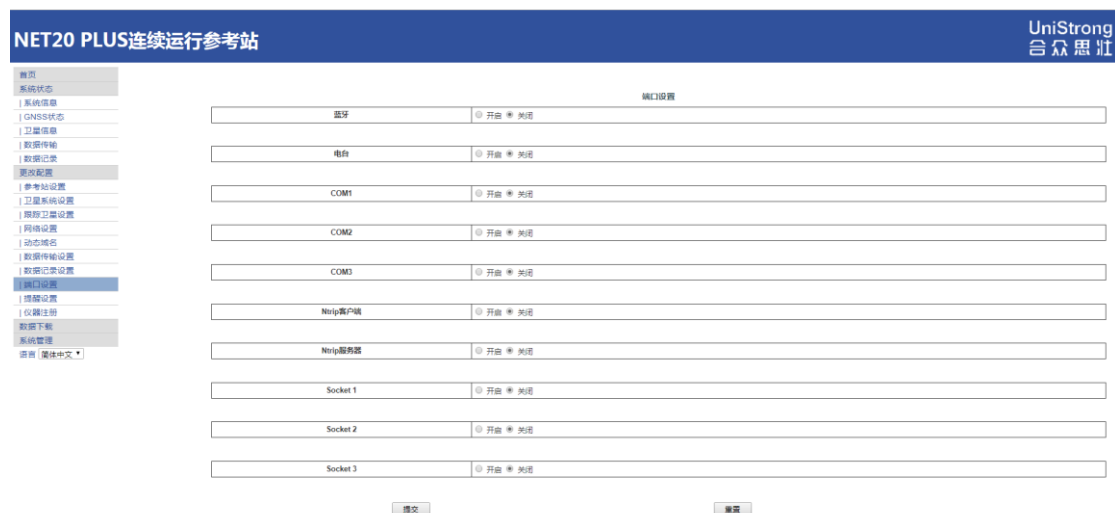 NET20 PLUS连续运行参考站
UniStrong
合众思壮
首页
系统状态
| 系统信息
| GNSS状态
| 卫星信息
| 数据传输
| 数据记录
更改配置
| 参考站设置
| 卫星系统设置
| 跟踪卫星设置
| 网络设置
| 动态域名
| 数据传输设置
| 数据记录设置
| 端口设置
| 提醒设置
| 仪器注册
数据下载
系统管理
语言 简体中文
端口设置
蓝牙 开启 关闭
电台 开启 关闭
COM1 开启 关闭
COM2 开启 关闭
COM3 开启 关闭
Ntrip客户端 开启 关闭
Ntrip服务器 开启 关闭
Socket 1 开启 关闭
Socket 2 开启 关闭
Socket 3 开启 关闭
提交 重置